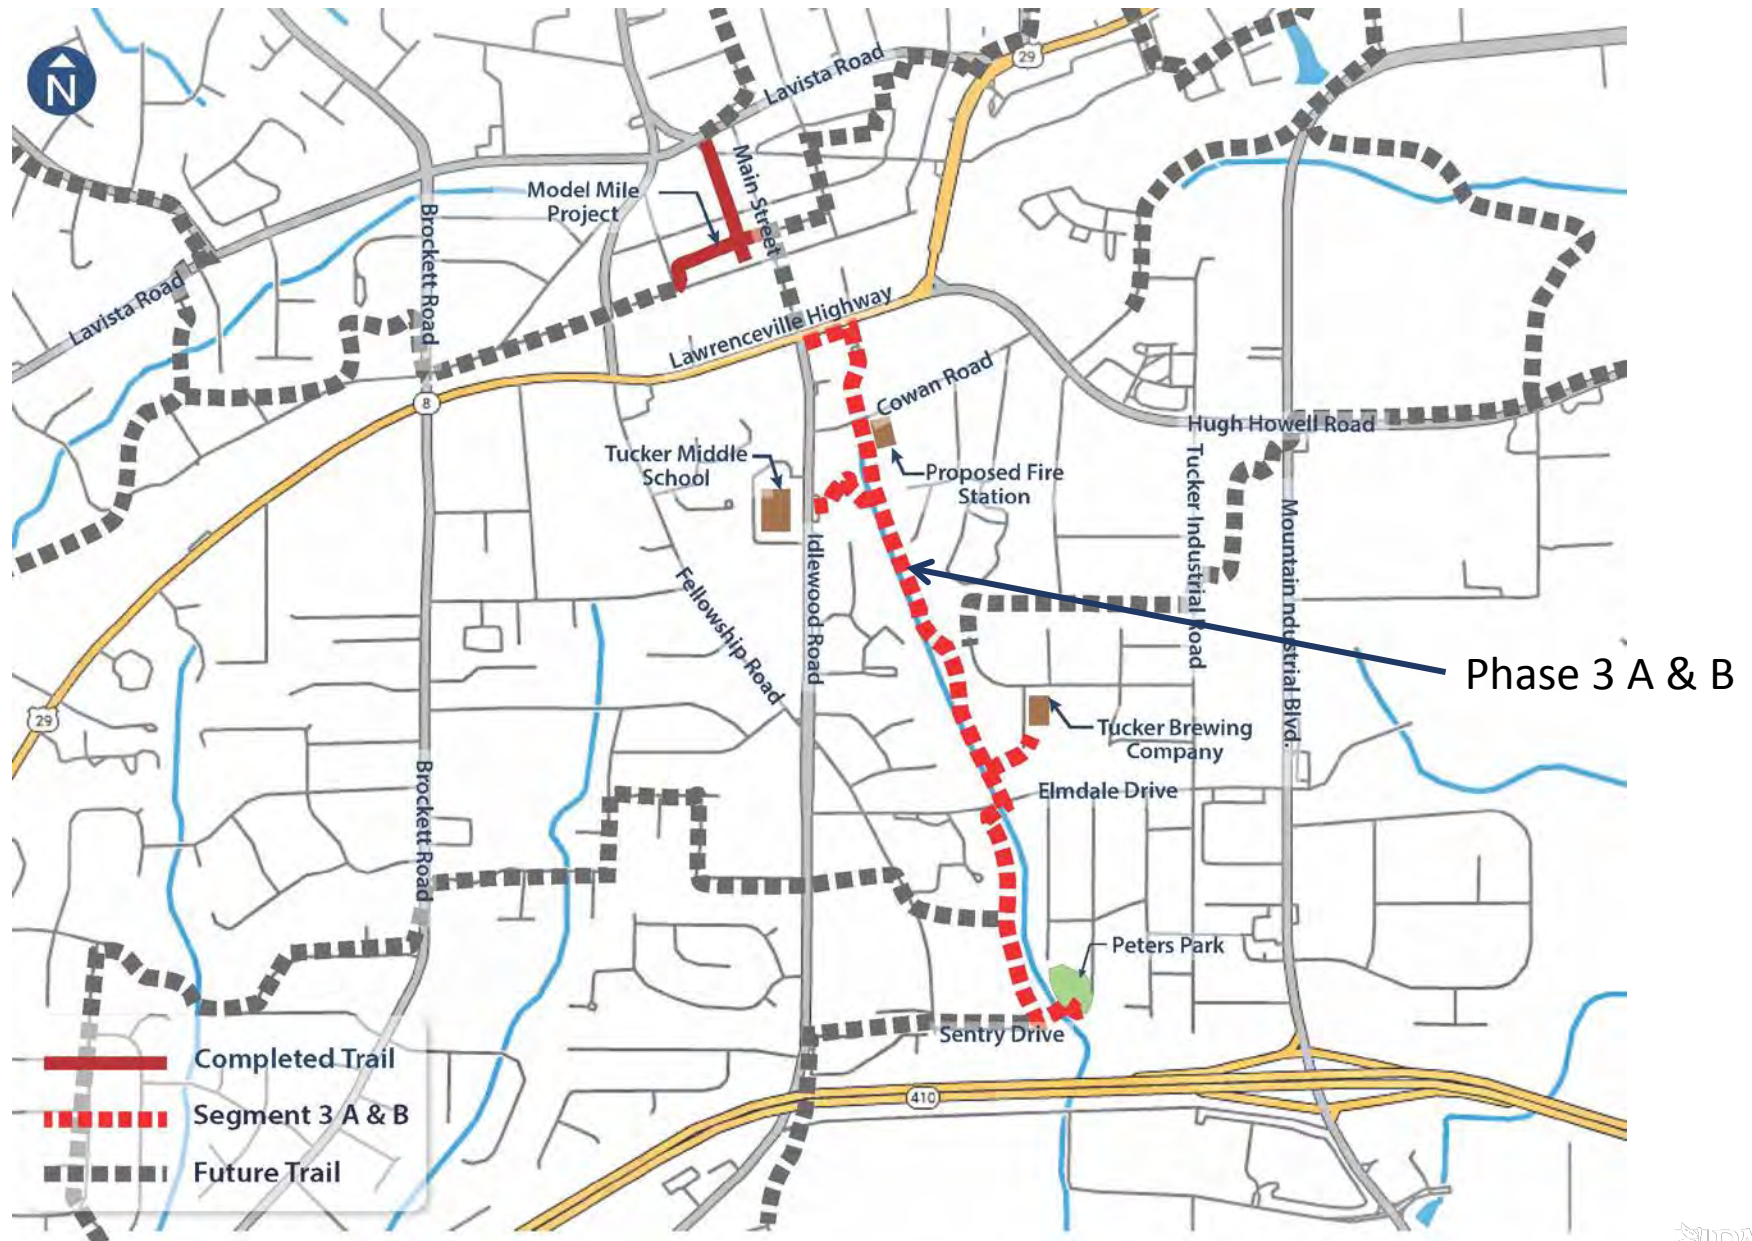 N
29
Lavista Road
Main Street
Model Mile
Project
Brockett Road
Lavista Road
Lawrenceville Highway
8
Cowan Road
Hugh Howell Road
Tucker Middle
School
Proposed Fire
Station
Tucker Industrial Road
Mountain ndustrial Blvd.
Idlewood Road
Fellowship Road
Phase 3 A & B
29
Tucker Brewing
Company
Elmdale Drive
Brockett Road
Peters Park
Sentry Drive
410
Completed Trail
Segment 3 A & B
Future Trail